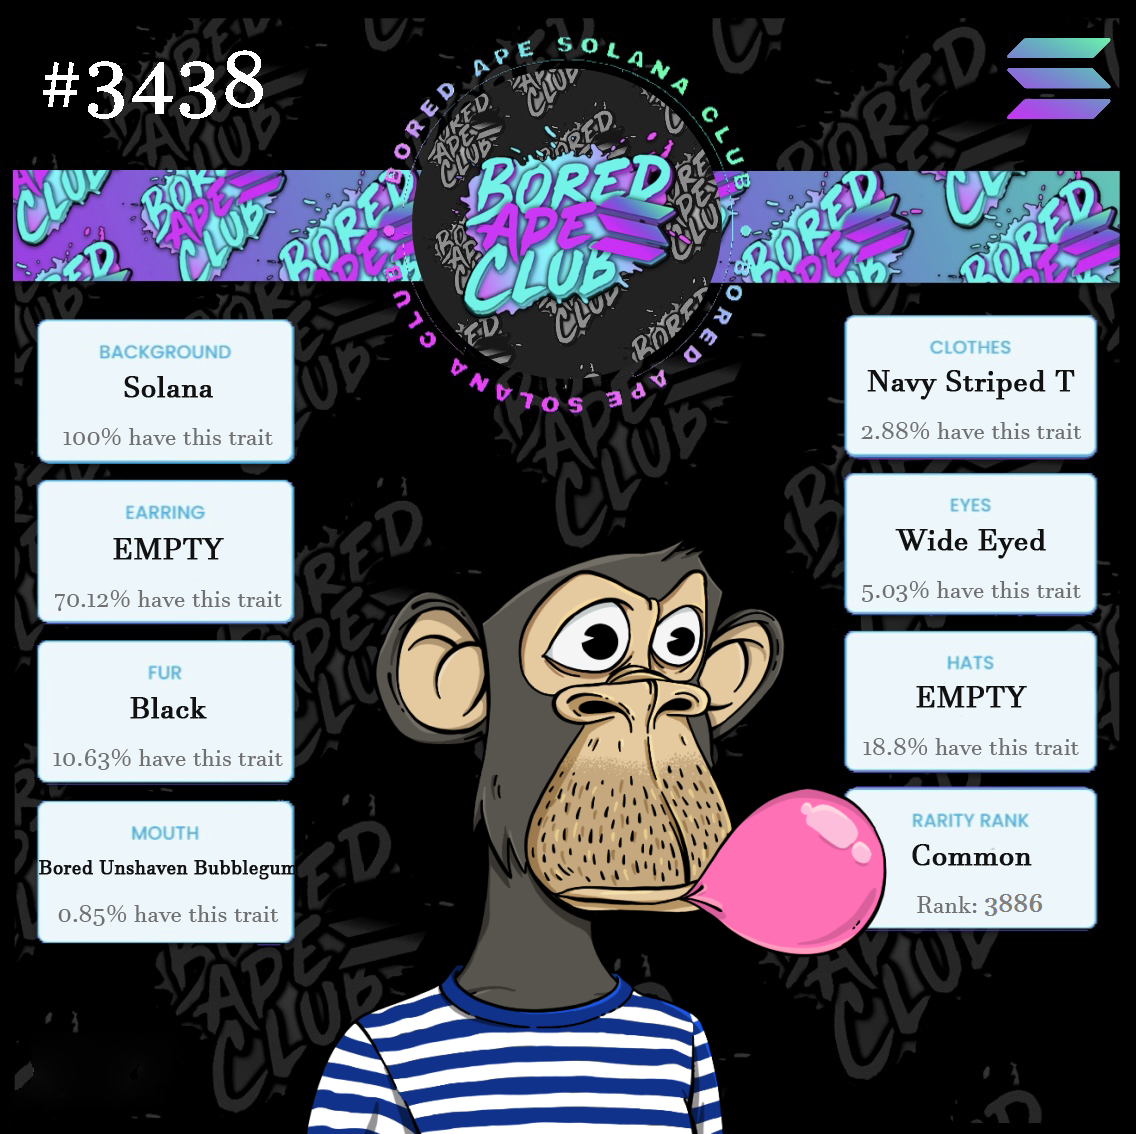 #3438
BORED APE SOLANA CLUB
BORED APE SOLANA CLUB
BORED
APE
CLUB
BACKGROUND
Solana
100% have this trait
EARRING
EMPTY
70.12% have this trait
FUR
Black
10.63% have this trait
MOUTH
Bored Unshaven Bubblegum
0.85% have this trait
CLOTHES
Navy Striped T
2.88% have this trait
EYES
Wide Eyed
5.03% have this trait
HATS
EMPTY
18.8% have this trait
RARITY RANK
Common
Rank: 3886